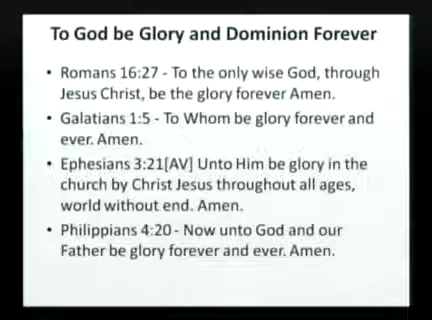 To God be Glory and Dominion Forever
• Romans 16:27 - To the only wise God, through
Jesus Christ, be the glory forever Amen.
• Galatians 1:5 - To Whom be glory forever and
ever. Amen.
• Ephesians 3:21[AV] Unto Him be glory in the
church by Christ Jesus throughout all ages,
world without end. Amen.
• Philippians 4:20 - Now unto God and our
Father be glory forever and ever. Amen.